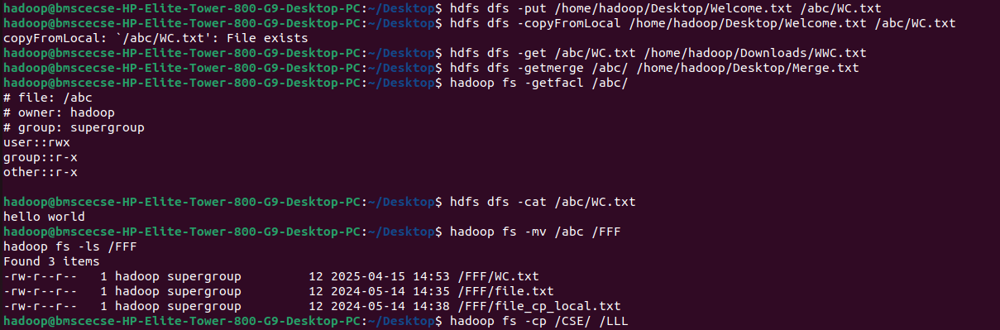 hadoop@bmscecse-HP-Elite-Tower-800-G9-Desktop-PC:~/Desktop$ hdfs dfs -put /home/hadoop/Desktop/Welcome.txt /abc/WC.txt
hadoop@bmscecse-HP-Elite-Tower-800-G9-Desktop-PC:~/Desktop$ hdfs dfs -copyFromLocal /home/hadoop/Desktop/Welcome.txt /abc/WC.txt
copyFromLocal: `/abc/WC.txt': File exists
hadoop@bmscecse-HP-Elite-Tower-800-G9-Desktop-PC:~/Desktop$ hdfs dfs -get /abc/WC.txt /home/hadoop/Downloads/WWC.txt
hadoop@bmscecse-HP-Elite-Tower-800-G9-Desktop-PC:~/Desktop$ hdfs dfs -getmerge /abc/ /home/hadoop/Desktop/Merge.txt
hadoop@bmscecse-HP-Elite-Tower-800-G9-Desktop-PC:~/Desktop$ hadoop fs -getfacl /abc/
# file: /abc
# owner: hadoop
# group: supergroup
user::rwx
group::r-x
other::r-x
hadoop@bmscecse-HP-Elite-Tower-800-G9-Desktop-PC:~/Desktop$ hdfs dfs -cat /abc/WC.txt
hello world
hadoop@bmscecse-HP-Elite-Tower-800-G9-Desktop-PC:~/Desktop$ hadoop fs -mv /abc /FFF
hadoop fs -ls /FFF
Found 3 items
-rw-r--r--   1 hadoop supergroup         12 2025-04-15 14:53 /FFF/WC.txt
-rw-r--r--   1 hadoop supergroup         12 2024-05-14 14:35 /FFF/file.txt
-rw-r--r--   1 hadoop supergroup         12 2024-05-14 14:38 /FFF/file_cp_local.txt
hadoop@bmscecse-HP-Elite-Tower-800-G9-Desktop-PC:~/Desktop$ hadoop fs -cp /CSE/ /LLL